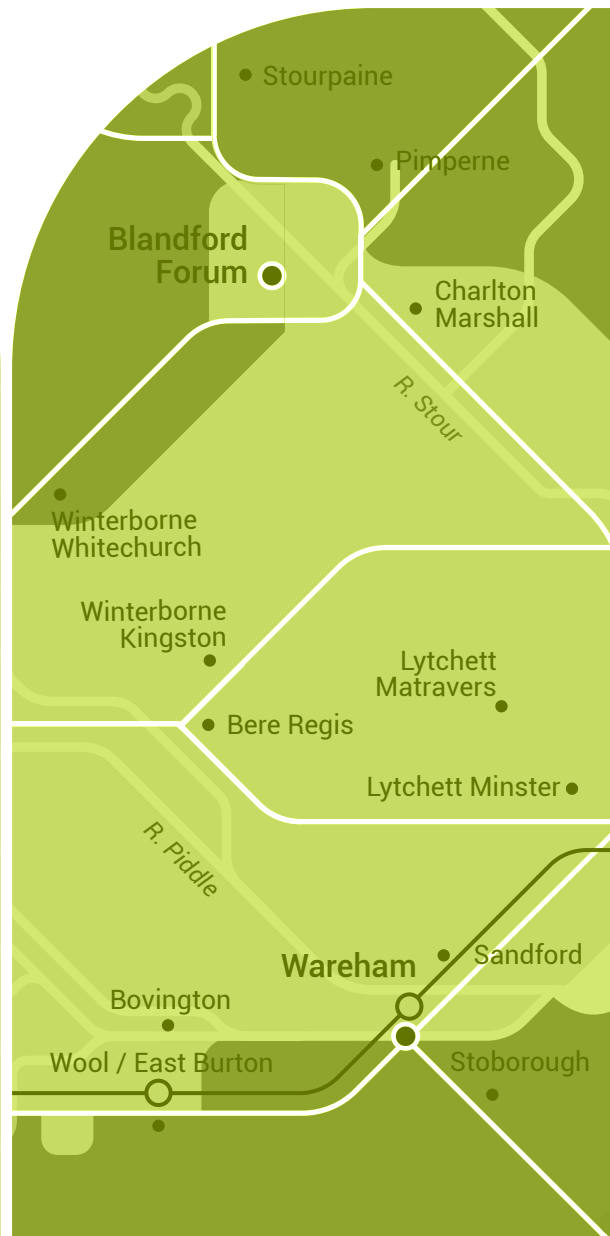 Stourpaine
Pimperne
Blandford
Forum
Charlton
Marshall
R. Stour
Winterborne
Whitechurch
Winterborne
Kingston
Lytchett
Matravers
Bere Regis
Lytchett Minster
R. Piddle
Wareham
Sandford
Bovington
Wool / East Burton
Stoborough